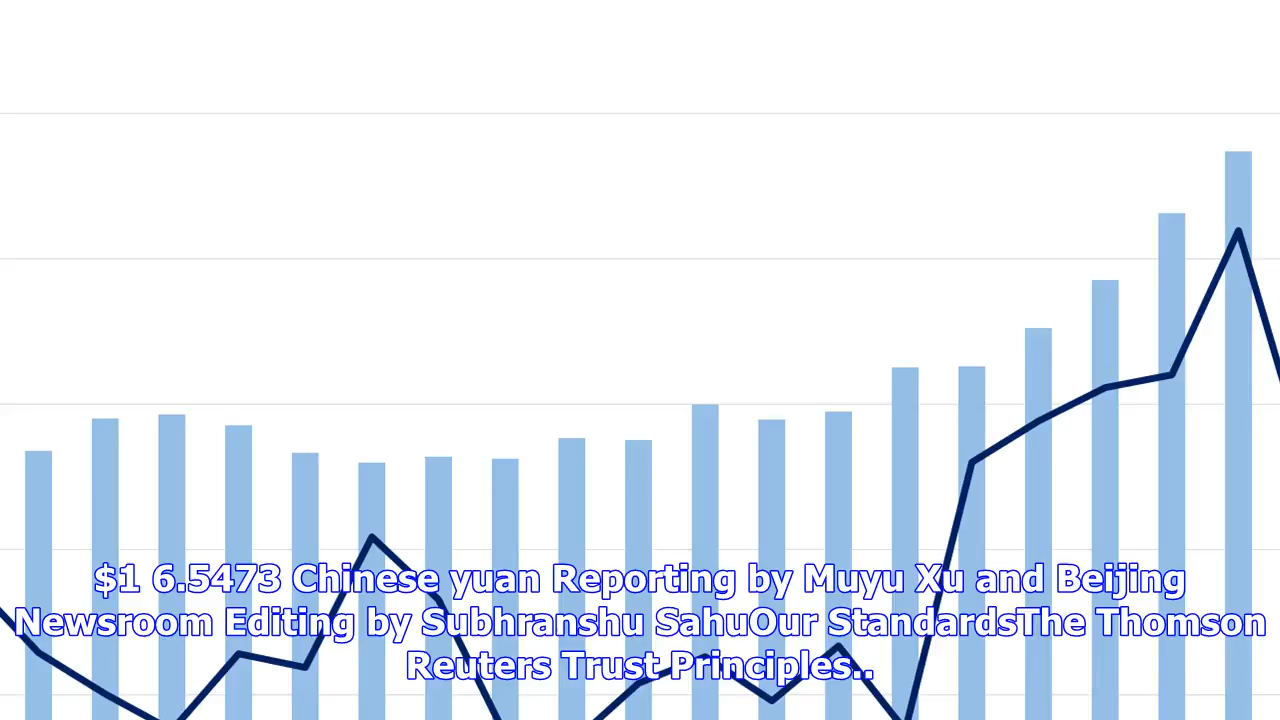 $1 6.5473 Chinese yuan Reporting by Muyu Xu and Beijing
Newsroom Editing by Subhranshu SahuOur StandardsThe Thomson
Reuters Trust Principles..